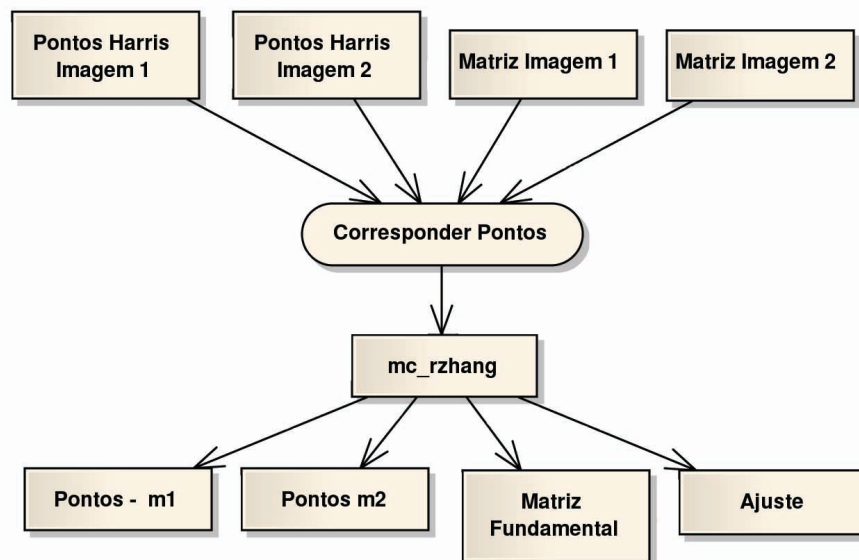 Pontos Harris
Imagem 1
Pontos Harris
Imagem 2
Matriz Imagem 1
Matriz Imagem 2
Corresponder Pontos
mc_rzhang
Pontos - m1
Pontos m2
Matriz
Fundamental
Ajuste